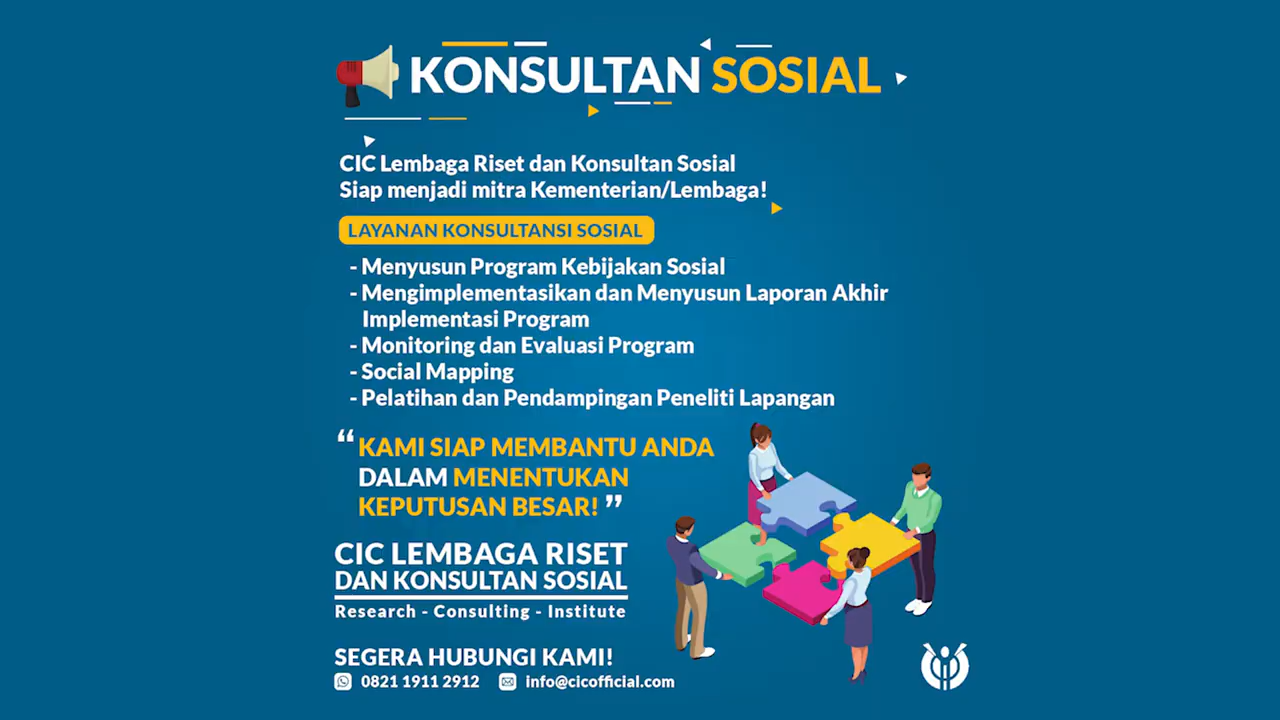 KONSULTAN SOSIAL
CIC Lembaga Riset dan Konsultan Sosial
Siap menjadi mitra Kementerian/Lembaga!
LAYANAN KONSULTANSI SOSIAL
- Menyusun Program Kebijakan Sosial
- Mengimplementasikan dan Menyusun Laporan Akhir
Implementasi Program
- Monitoring dan Evaluasi Program
- Social Mapping
- Pelatihan dan Pendampingan Peneliti Lapangan
“KAMI SIAP MEMBANTU ANDA
DALAM MENENTUKAN
KEPUTUSAN BESAR!”
CIC LEMBAGA RISET
DAN KONSULTAN SOSIAL
Research - Consulting - Institute
SEGERA HUBUNGI KAMI!
0821 1911 2912 info@cicofficial.com